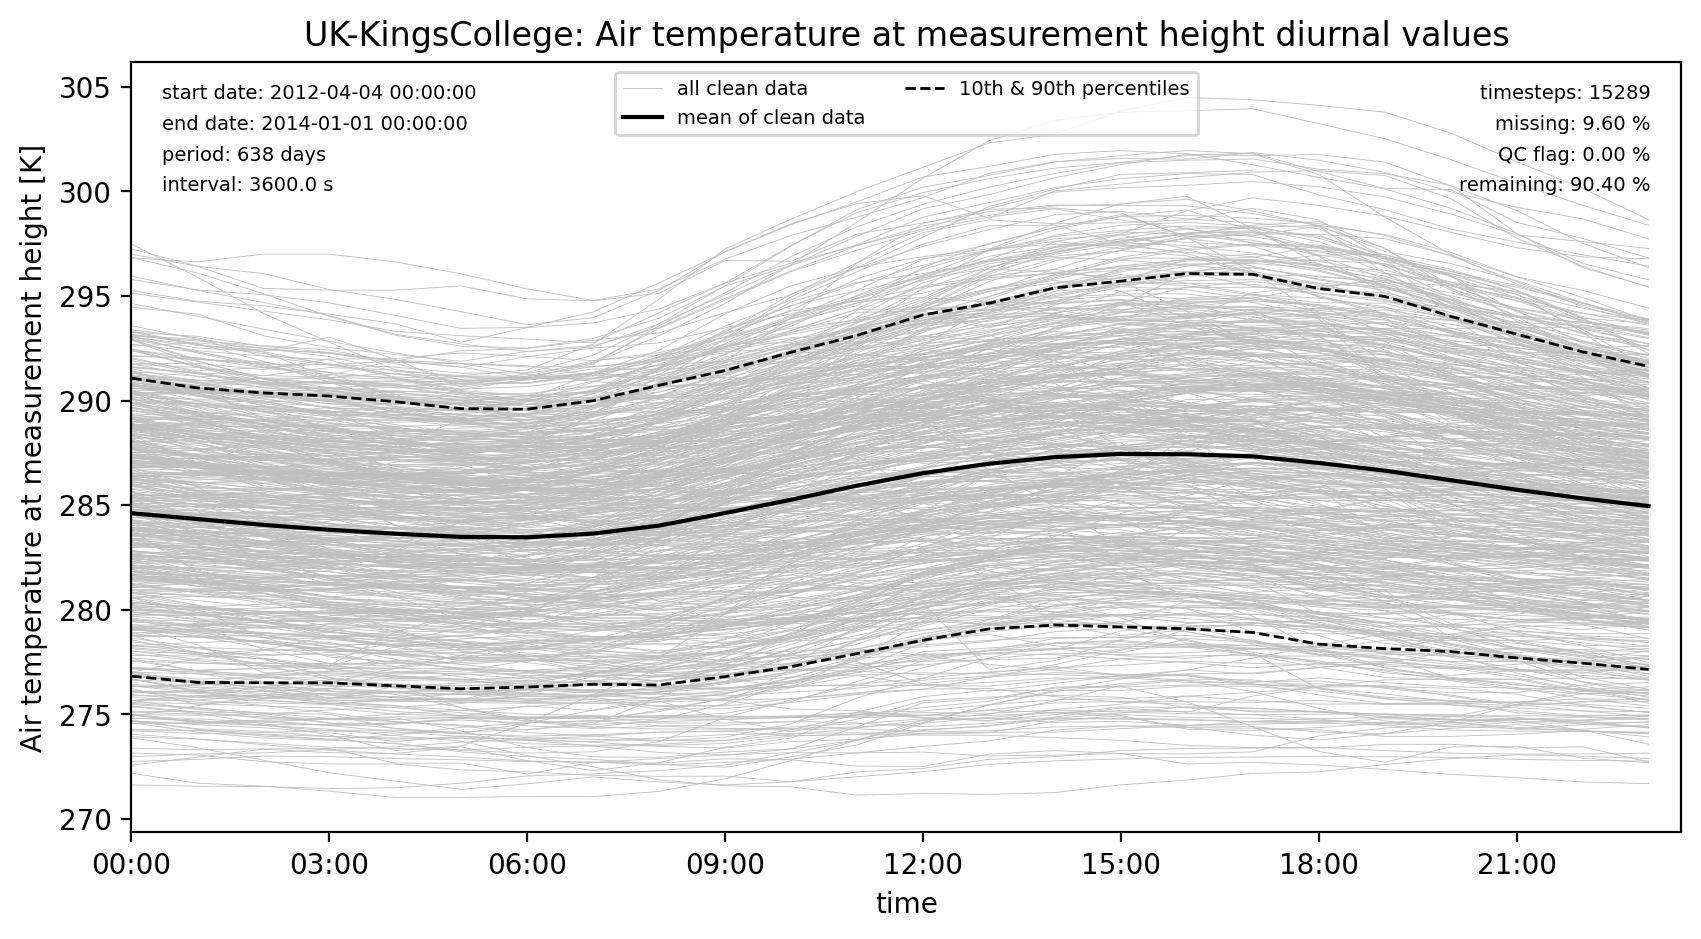 UK-KingsCollege: Air temperature at measurement height diurnal values
start date: 2012-04-04 00:00:00
end date: 2014-01-01 00:00:00
period: 638 days
interval: 3600.0 s
all clean data
mean of clean data
10th & 90th percentiles
timesteps: 15289
missing: 9.60 %
QC flag: 0.00 %
remaining: 90.40 %
Air temperature at measurement height [K]
305
300
295
290
285
280
275
270
00:00 03:00 06:00 09:00 12:00 15:00 18:00 21:00
time